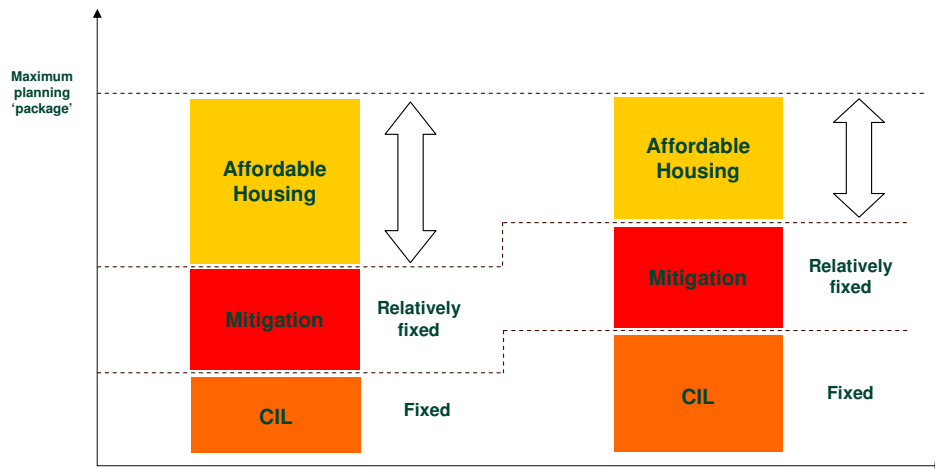 Maximum
planning
‘package’
Affordable
Housing
Affordable
Housing
Mitigation
Relatively
fixed
Mitigation
Relatively
fixed
CIL
Fixed
CIL
Fixed